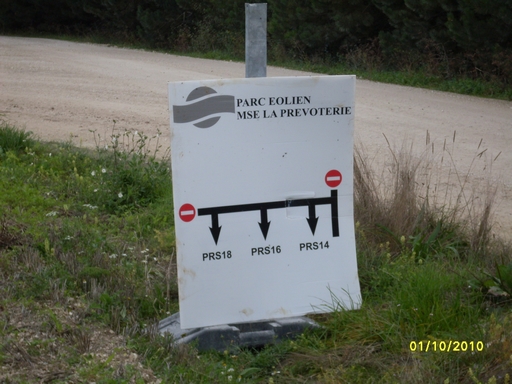 PARC EOLIEN
MSE LA PREVOTERIE
PRS18 PRS16 PRS14
01/10/2010